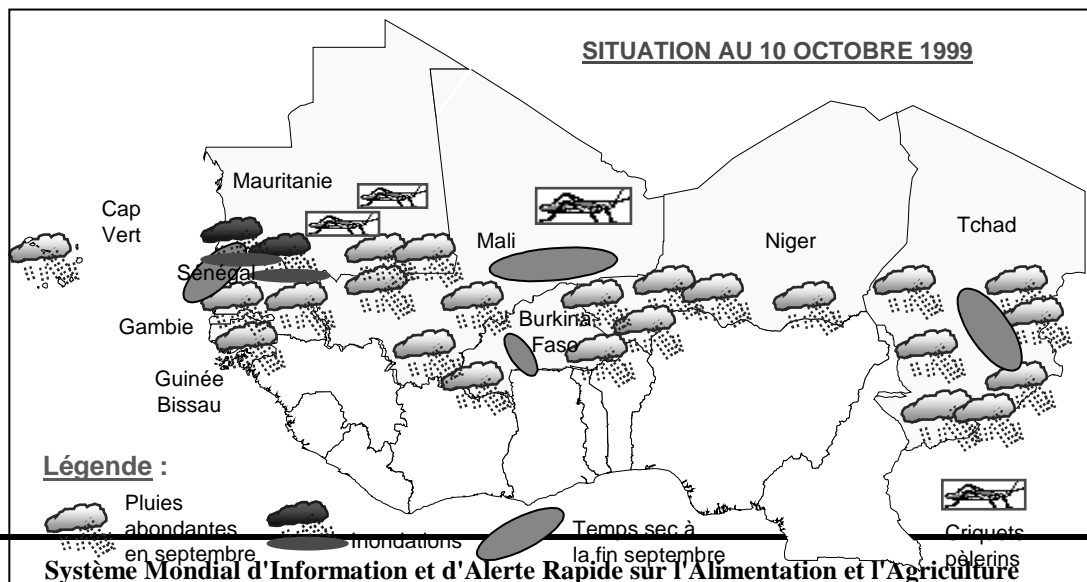 SITUATION AU 10 OCTOBRE 1999
Mauritanie
Cap
Vert
Mali
Niger
Tchad
Sénégal
Gambie
Burkina-
Faso
Guinée
Bissau
Légende :
Pluies
abondantes
en septembre
Inondations
Temps sec à
la fin septembre
Criquets
pèlerins
Système Mondial d'Information et d'Alerte Rapide sur l'Alimentation et l'Agriculture